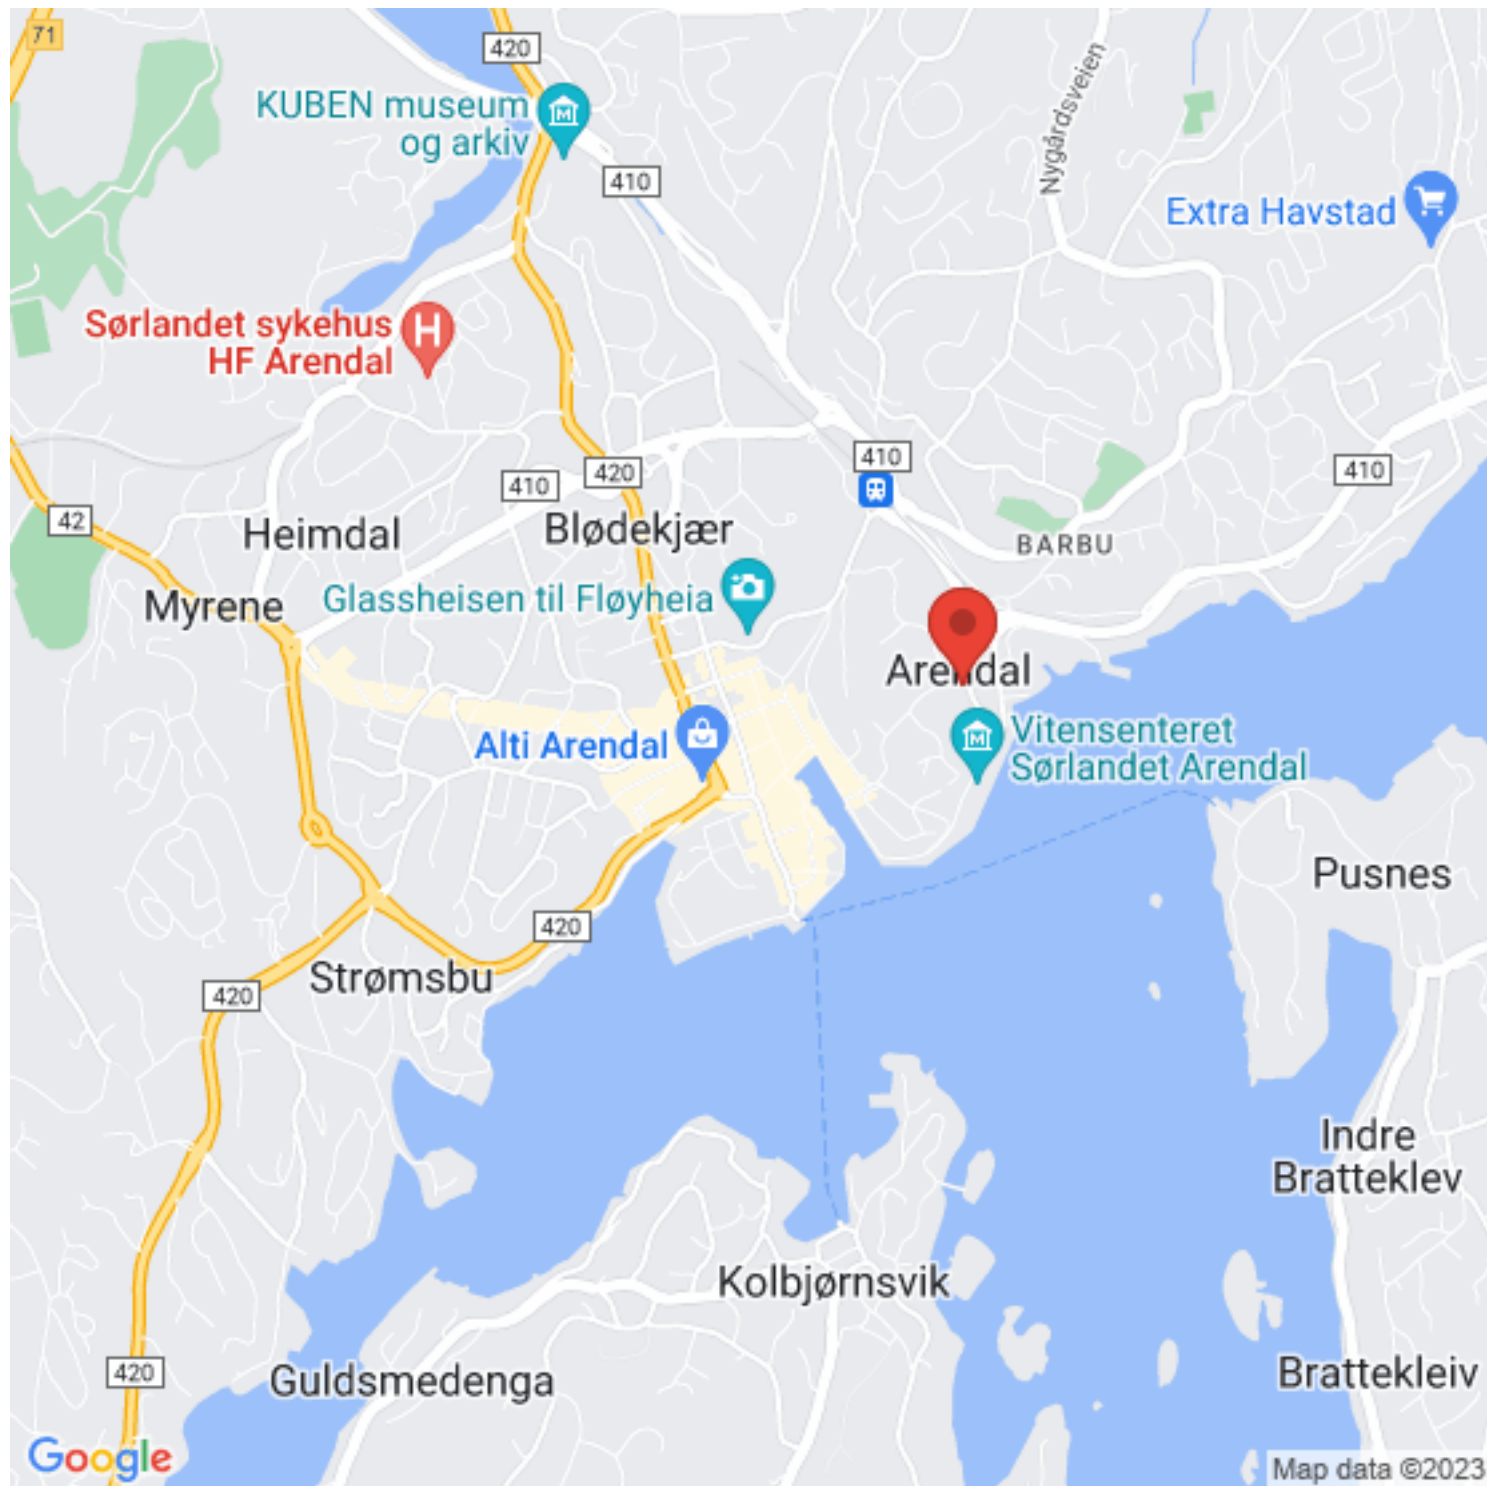 71
420
KUBEN museum
og arkiv
410
Nygårdsveien
Extra Havstad
Sørlandet sykehus
HF Arendal
H
410
420
410
410
42
Heimdal
Blødekjær
BARBU
Myrene
Glassheisen til Fløyheia
Arendal
Alti Arendal
Vitensenteret
Sørlandet Arendal
Pusnes
420
Strømsbu
420
Indre
Bratteklev
Kolbjørnsvik
420
Guldsmedenga
Brattekleiv
Google
Map data ©2023